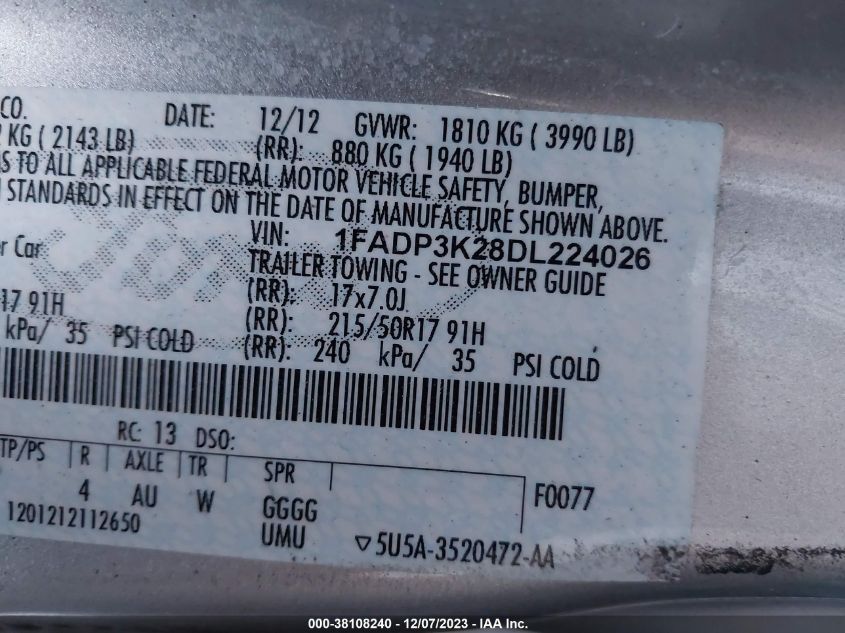 CO. DATE: 12/12 GVWR: 1810 KG ( 3990 LB)
KG ( 2143 LB) (RR): 880 KG ( 1940 LB)
S TO ALL APPLICABLE FEDERAL MOTOR VEHICLE SAFETY, BUMPER,
STANDARDS IN EFFECT ON THE DATE OF MANUFACTURE SHOWN ABOVE.
VIN: 1FADP3K28DL224026
r Car TRAILER TOWING - SEE OWNER GUIDE
(RR): 17x7.0J
17 91H (RR): 215/50R17 91H
kPa/ 35 PSI COLD (RR): 240 kPa/ 35 PSI COLD
RC: 13 DSO:
TP/PS R AXLE TR SPR
4 AU W GGGG F0077
1201212112650 UMU ▽5U5A-3520472-AA
000-38108240 - 12/07/2023 - IAA Inc.